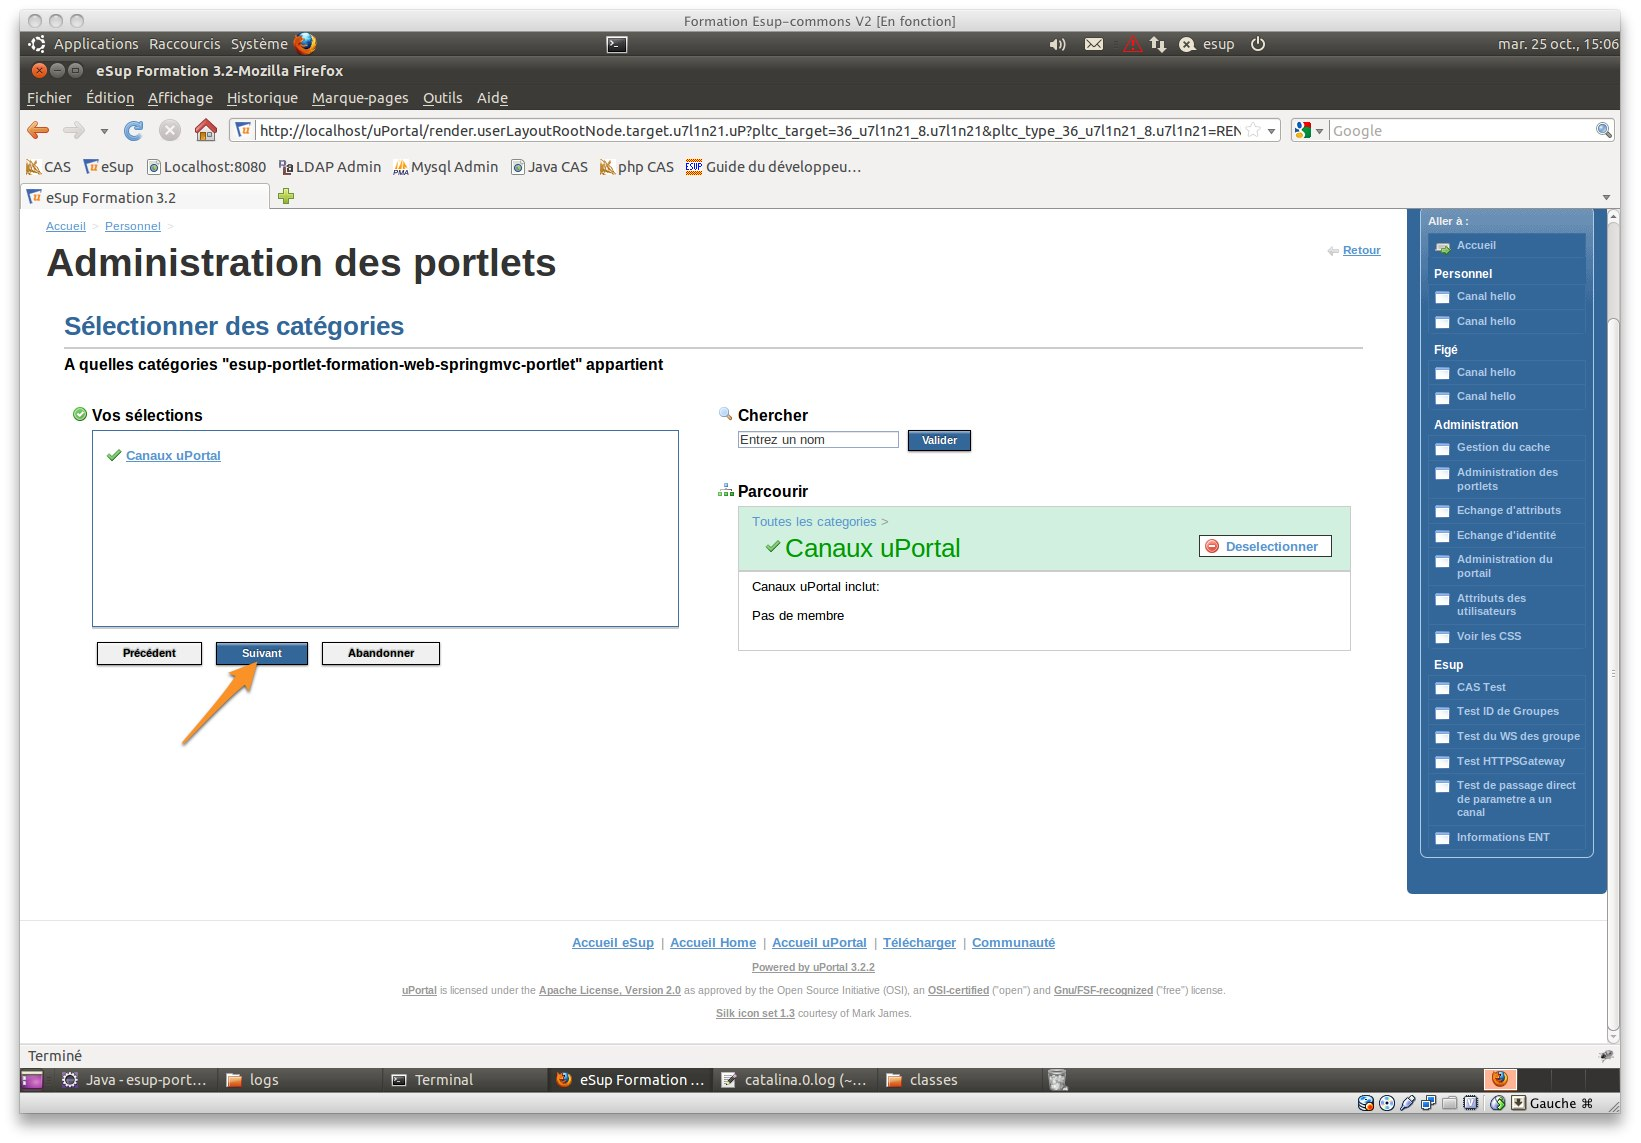 Formation Esup-commons V2 [En fonction]
Applications Raccourcis Système esup mar. 25 oct., 15:06
eSup Formation 3.2-Mozilla Firefox
Fichier Édition Affichage Historique Marque-pages Outils Aide
http://localhost/uPortal/render.userLayoutRootNode.target.u7l1n21.uP?pltc_target=36_u7l1n21_8.u7l1n21&pltc_type_36_u7l1n21_8.u7l1n21=REN Google
CAS eSup Localhost:8080 LDAP Admin Mysql Admin Java CAS php CAS Guide du développeu…
eSup Formation 3.2
Accueil > Personnel >
Administration des portlets
Retour
Sélectionner des catégories
A quelles catégories "esup-portlet-formation-web-springmvc-portlet" appartient
Vos sélections
Canaux uPortal
Précédent Suivant Abandonner
Chercher
Entrez un nom Valider
Parcourir
Toutes les categories >
Canaux uPortal Deselectionner
Canaux uPortal inclut:
Pas de membre
Aller à :
Accueil
Personnel
Canal hello
Canal hello
Figé
Canal hello
Canal hello
Administration
Gestion du cache
Administration des
portlets
Echange d'attributs
Echange d'identité
Administration du
portail
Attributs des
utilisateurs
Voir les CSS
Esup
CAS Test
Test ID de Groupes
Test du WS des groupe
Test HTTPSGateway
Test de passage direct
de parametre a un
canal
Informations ENT
Accueil eSup | Accueil Home | Accueil uPortal | Télécharger | Communauté
Powered by uPortal 3.2.2
uPortal is licensed under the Apache License, Version 2.0 as approved by the Open Source Initiative (OSI), an OSI-certified ("open") and Gnu/FSF-recognized ("free") license.
Silk icon set 1.3 courtesy of Mark James.
Terminé
Java - esup-port... logs Terminal eSup Formation ... catalina.0.log (~... classes
Gauche ⌘